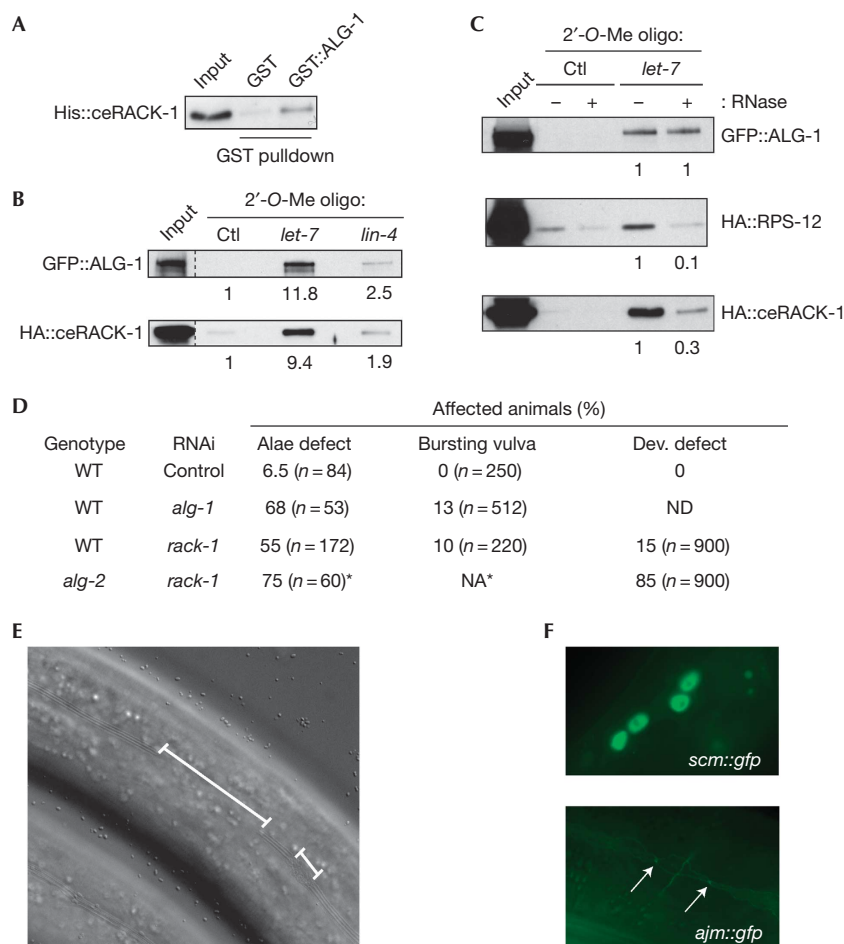 A
Input
GST
GST::ALG-1
His::ceRACK-1
GST pulldown
B
2′-O-Me oligo:
Input
Ctl
let-7
lin-4
GFP::ALG-1
1
11.8
2.5
HA::ceRACK-1
1
9.4
1.9
C
2′-O-Me oligo:
Ctl
let-7
Input
– + – + : RNase
GFP::ALG-1
1 1
HA::RPS-12
1 0.1
HA::ceRACK-1
1 0.3
D
Affected animals (%)
Genotype RNAi Alae defect Bursting vulva Dev. defect
WT Control 6.5 (n = 84) 0 (n = 250) 0
WT alg-1 68 (n = 53) 13 (n = 512) ND
WT rack-1 55 (n = 172) 10 (n = 220) 15 (n = 900)
alg-2 rack-1 75 (n = 60)* NA* 85 (n = 900)
E
F
scm::gfp
ajm::gfp